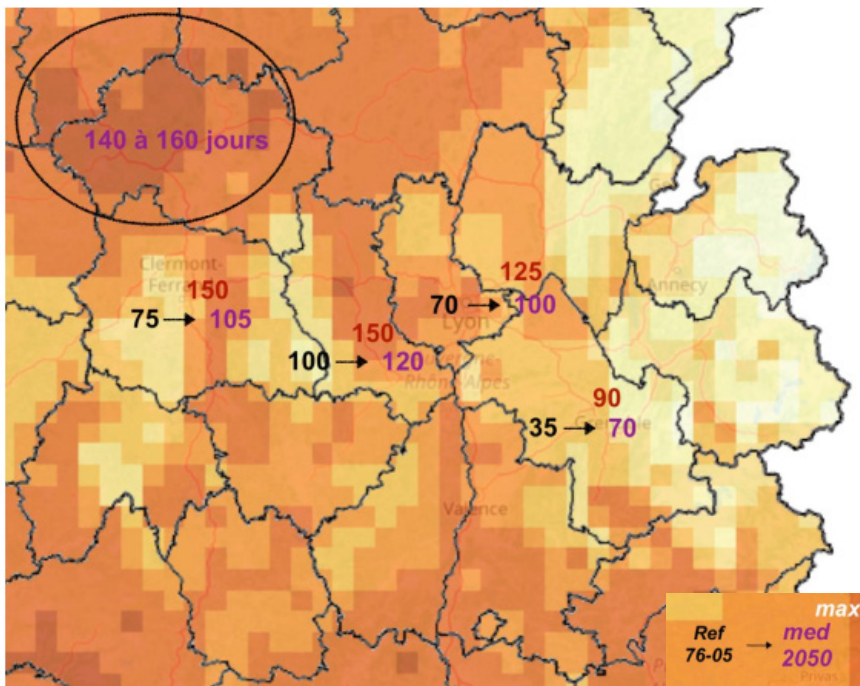 140 à 160 jours
Clermont-
150
75 → 105
Annecy
125
70 → 100
Lyon
150
100 → 120
Rhône-Alpes
90
35 → 70
Valence
max
Ref → med
76-05 2050
Privas